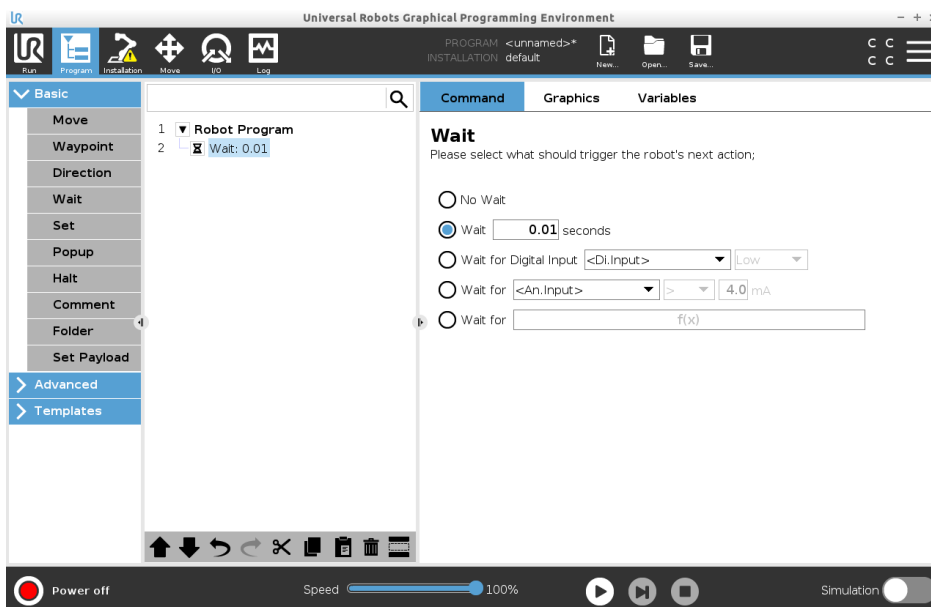 Universal Robots Graphical Programming Environment
UR
Run
Program
Installation
Move
I/O
Log
PROGRAM <unnamed>*
INSTALLATION default
New...
Open...
Save...
C C
C C
Basic
Move
Waypoint
Direction
Wait
Set
Popup
Halt
Comment
Folder
Set Payload
Advanced
Templates
1 Robot Program
2 Wait: 0.01
Command Graphics Variables
Wait
Please select what should trigger the robot's next action;
No Wait
Wait 0.01 seconds
Wait for Digital Input <Di.Input> Low
Wait for <An.Input> > 4.0 mA
Wait for f(x)
Power off
Speed 100%
Simulation